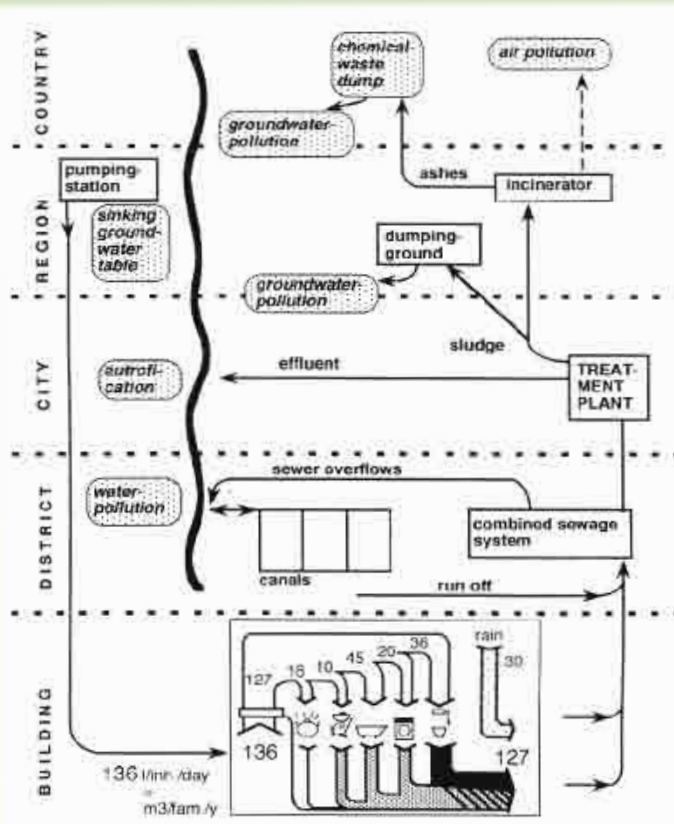 COUNTRY
chemical-
waste
dump
air pollution
groundwater-
pollution
REGION
pumping-
station
sinking
ground-
water
table
ashes
incinerator
dumping-
ground
groundwater-
pollution
CITY
sludge
effluent
eutrofi-
cation
TREAT-
MENT
PLANT
DISTRICT
sewer overflows
water-
pollution
combined sewage
system
canals
run off
BUILDING
127 18 10 45 20 36
rain
30
136
127
136 l/inh /day
m3/fam /y